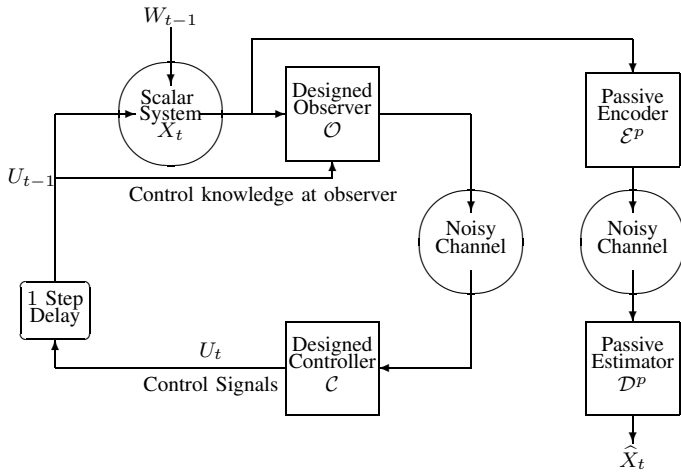 W_{t-1}
Scalar
System
X_t
Designed
Observer
𝒪
Passive
Encoder
ℰ^p
U_{t-1}
Control knowledge at observer
Noisy
Channel
Noisy
Channel
1 Step
Delay
U_t
Control Signals
Designed
Controller
𝒞
Passive
Estimator
𝒟^p
\widehat{X}_t